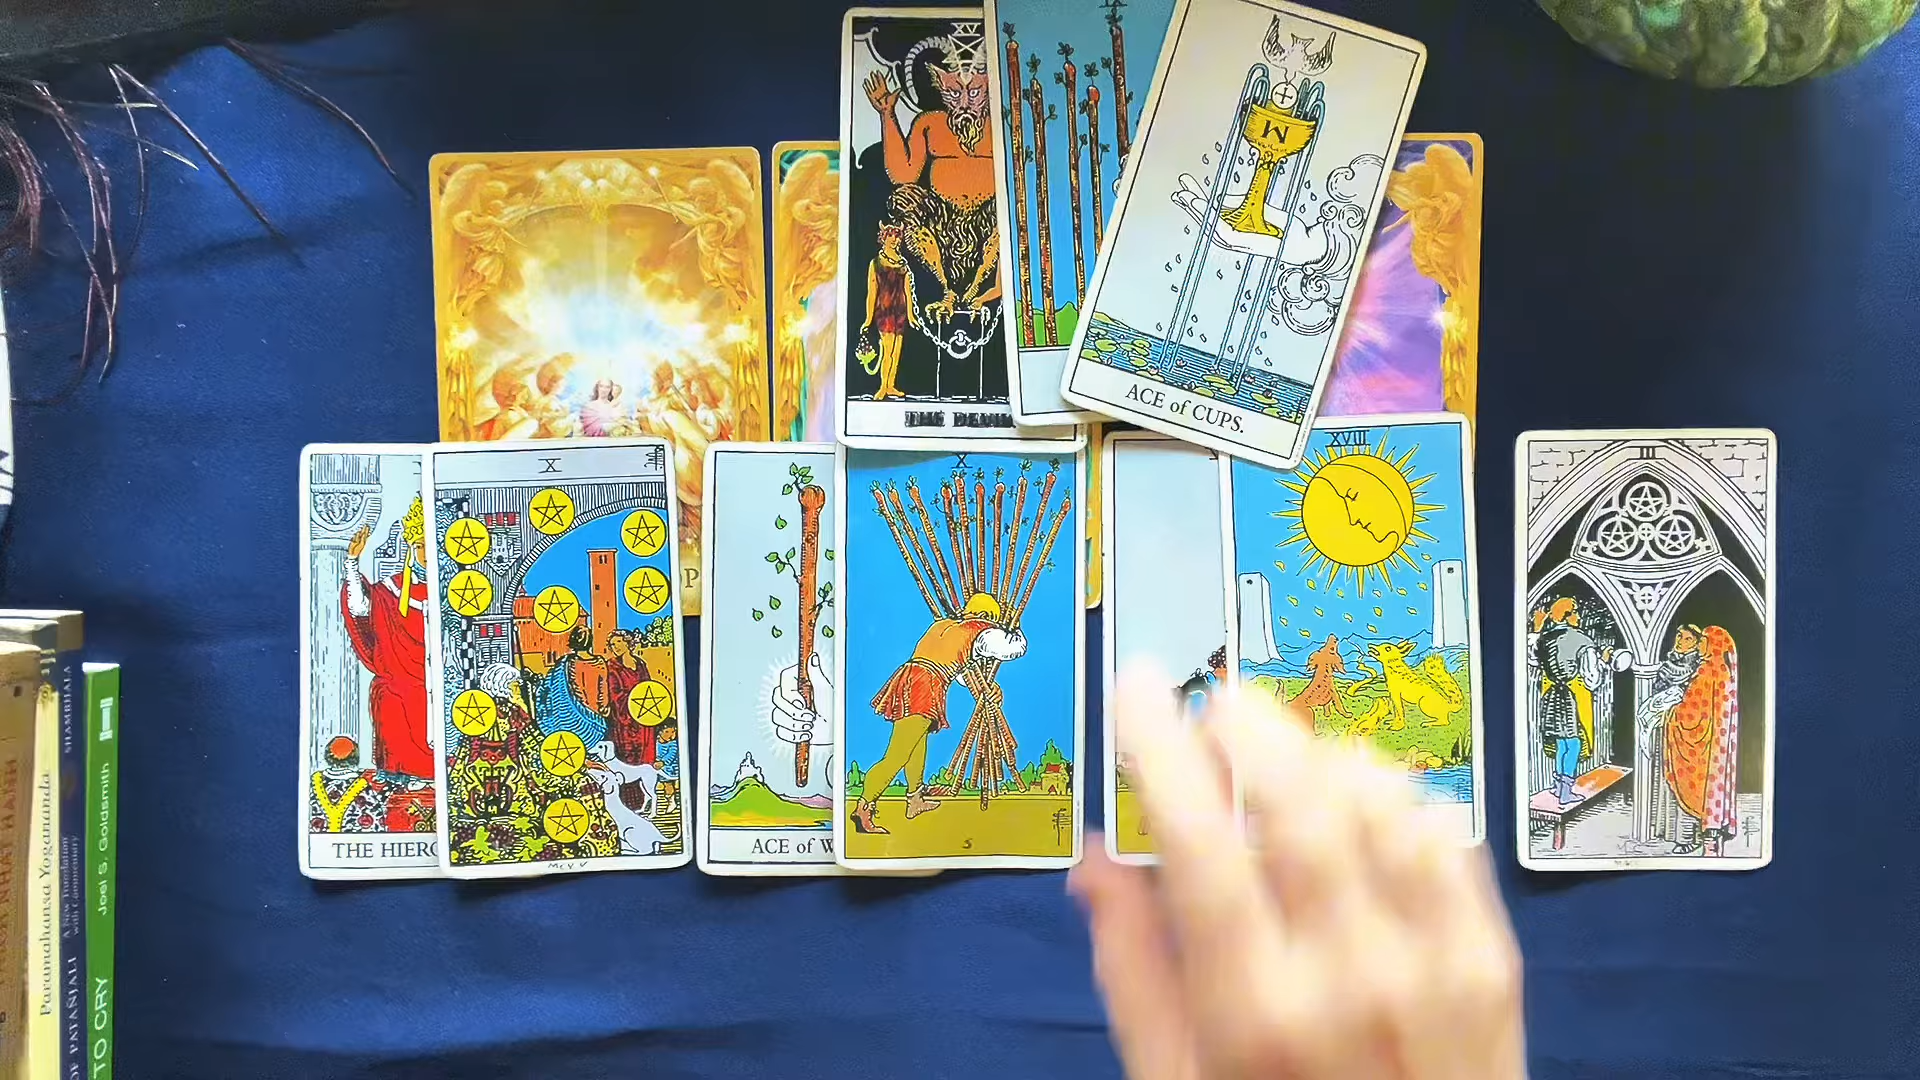 XV
IX
THE DEVIL
ACE of CUPS.
X
X
XVIII
III
THE HIERO
ACE of W
P
SHAMBHALA
Paramahansa Yogananda
A New Translation
with Commentary
OF PATAÑJALI
Joel S. Goldsmith
TO CRY